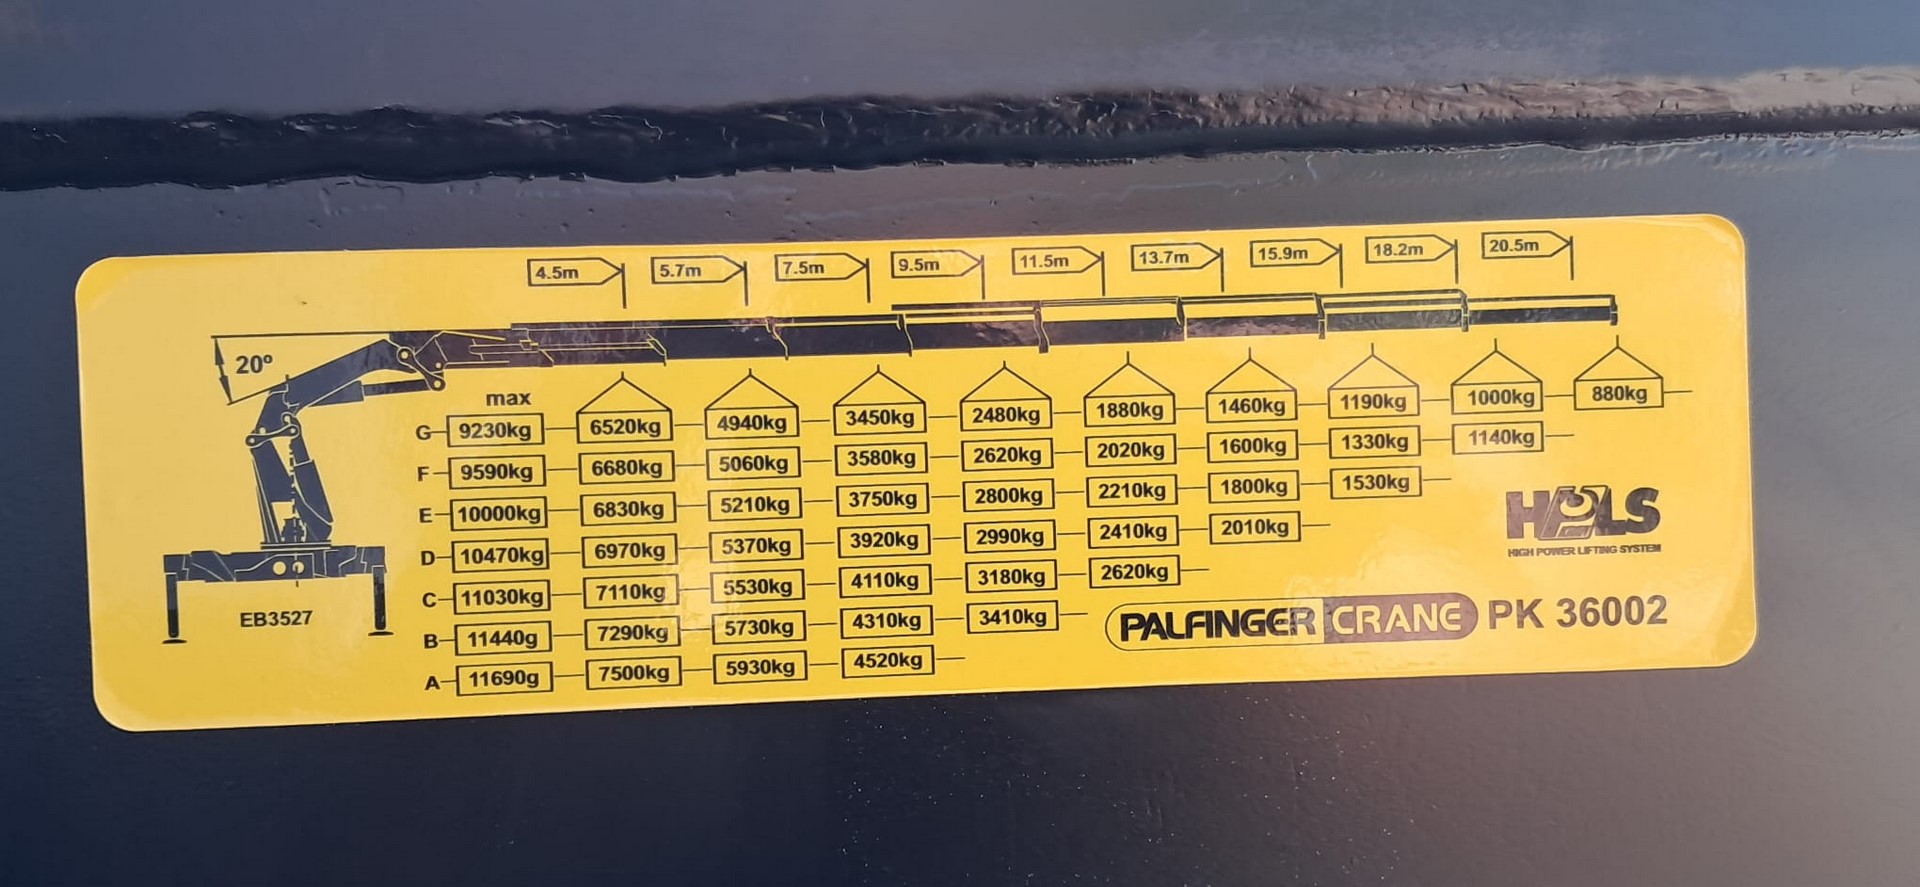 4.5m 5.7m 7.5m 9.5m 11.5m 13.7m 15.9m 18.2m 20.5m
20º
max
G 9230kg 6520kg 4940kg 3450kg 2480kg 1880kg 1460kg 1190kg 1000kg 880kg
F 9590kg 6680kg 5060kg 3580kg 2620kg 2020kg 1600kg 1330kg 1140kg
E 10000kg 6830kg 5210kg 3750kg 2800kg 2210kg 1800kg 1530kg
D 10470kg 6970kg 5370kg 3920kg 2990kg 2410kg 2010kg
C 11030kg 7110kg 5530kg 4110kg 3180kg 2620kg
B 11440g 7290kg 5730kg 4310kg 3410kg
A 11690g 7500kg 5930kg 4520kg
EB3527
HPLS
HIGH POWER LIFTING SYSTEM
PALFINGER CRANE PK 36002